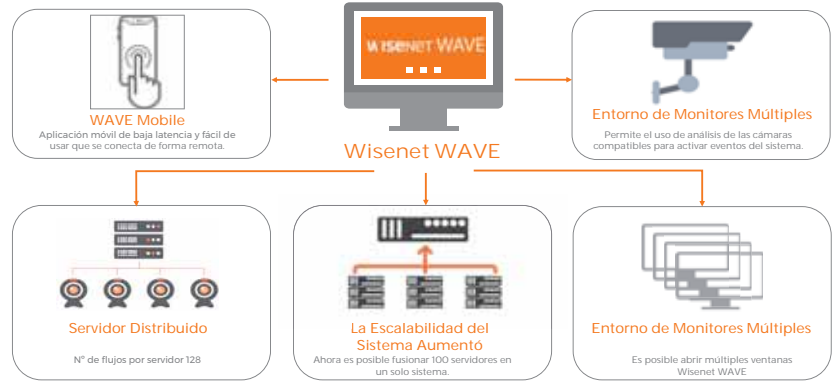 WISENET WAVE
WAVE Mobile
Aplicación móvil de baja latencia y fácil de
usar que se conecta de forma remota.
Entorno de Monitores Múltiples
Permite el uso de análisis de las cámaras
compatibles para activar eventos del sistema.
Wisenet WAVE
Servidor Distribuido
Nº de flujos por servidor 128
La Escalabilidad del
Sistema Aumentó
Ahora es posible fusionar 100 servidores en
un solo sistema.
Entorno de Monitores Múltiples
Es posible abrir múltiples ventanas
Wisenet WAVE